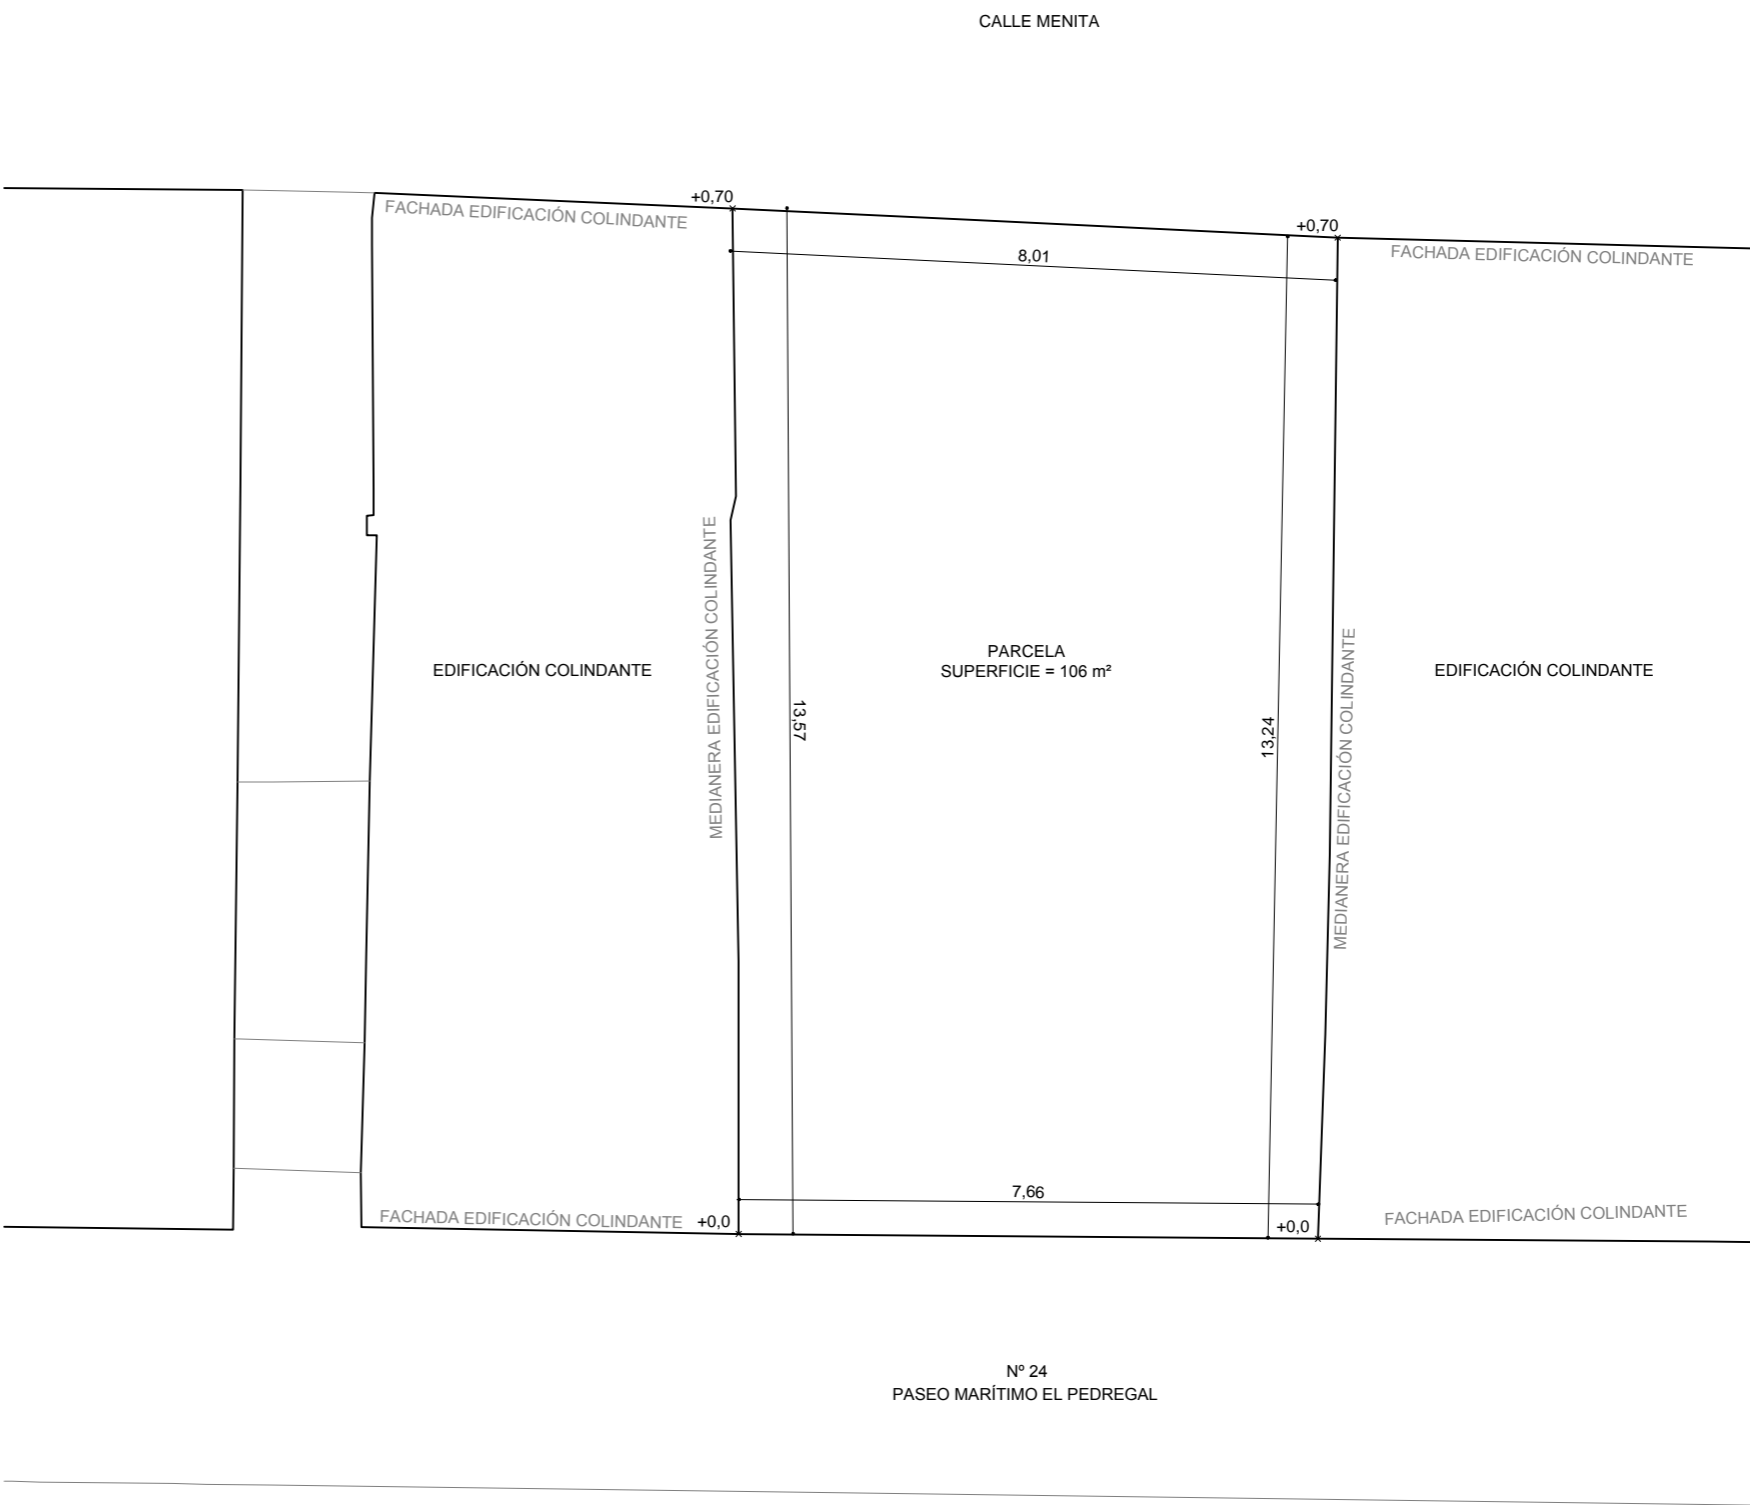 CALLE MENITA
+0,70
+0,70
FACHADA EDIFICACIÓN COLINDANTE
FACHADA EDIFICACIÓN COLINDANTE
8,01
MEDIANERA EDIFICACIÓN COLINDANTE
EDIFICACIÓN COLINDANTE
PARCELA
SUPERFICIE = 106 m²
EDIFICACIÓN COLINDANTE
13,57
13,24
MEDIANERA EDIFICACIÓN COLINDANTE
7,66
FACHADA EDIFICACIÓN COLINDANTE
+0,0
+0,0
FACHADA EDIFICACIÓN COLINDANTE
Nº 24
PASEO MARÍTIMO EL PEDREGAL